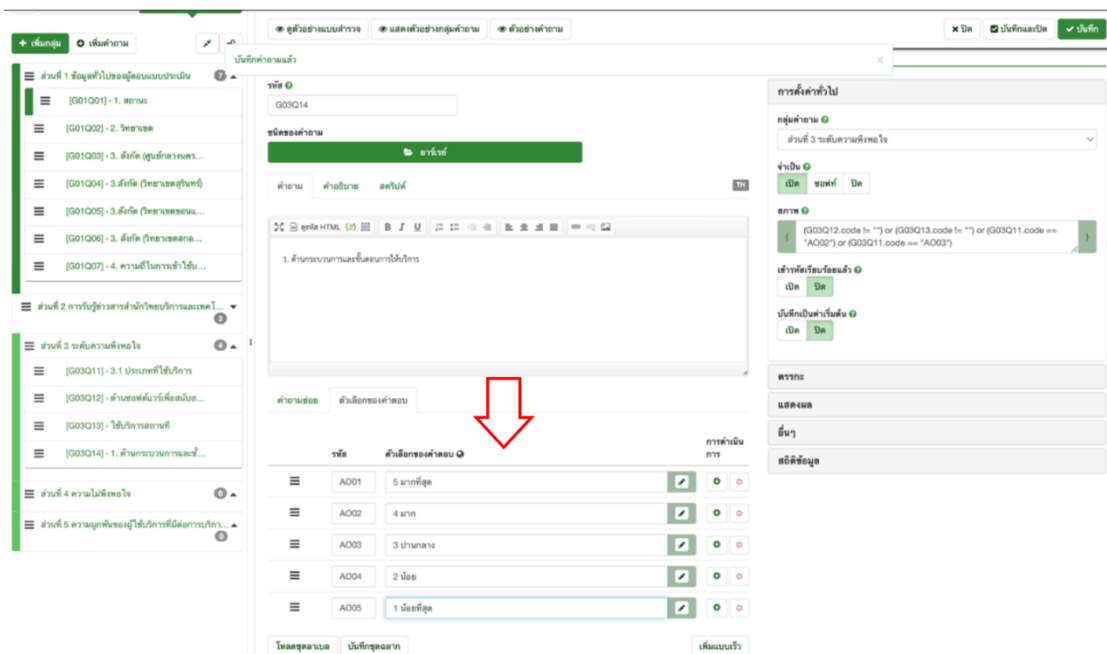 ดูตัวอย่างแบบสำรวจ แสดงตัวอย่างกลุ่มคำถาม ตัวอย่างคำถาม
ปิด บันทึกและปิด บันทึก
+ เพิ่มกลุ่ม เพิ่มคำถาม
บันทึกคำถามแล้ว ×
ส่วนที่ 1 ข้อมูลทั่วไปของผู้ตอบแบบประเมิน 7
[G01Q01] - 1. สถานะ
[G01Q02] - 2. วิทยาเขต
[G01Q03] - 3. สังกัด (ศูนย์กลางนคร...
[G01Q04] - 3.สังกัด (วิทยาเขตสุรินทร์)
[G01Q05] - 3.สังกัด (วิทยาเขตขอนแ...
[G01Q06] - 3. สังกัด (วิทยาเขตสกล...
[G01Q07] - 4. ความถี่ในการเข้าใช้บ...
ส่วนที่ 2 การรับรู้ข่าวสารสำนักวิทยบริการและเทคโ...
3
ส่วนที่ 3 ระดับความพึงพอใจ 4
[G03Q11] - 3.1 ประเภทที่ใช้บริการ
[G03Q12] - ด้านซอฟต์แวร์เพื่อสนับส...
[G03Q13] - ใช้บริการสถานที่
[G03Q14] - 1. ด้านกระบวนการและขั้...
ส่วนที่ 4 ความไม่พึงพอใจ 0
ส่วนที่ 5 ความผูกพันของผู้ใช้บริการที่มีต่อการบริกา...
0
รหัส
G03Q14
ชนิดของคำถาม
อาร์เรย์
คำถาม คำอธิบาย สคริปต์ TH
ดูรหัส HTML B I U
1. ด้านกระบวนการและขั้นตอนการให้บริการ
คำถามย่อย ตัวเลือกของคำตอบ
รหัส ตัวเลือกของคำตอบ การดำเนินการ
AO01 5 มากที่สุด
AO02 4 มาก
AO03 3 ปานกลาง
AO04 2 น้อย
AO05 1 น้อยที่สุด
โหลดชุดลาเบล บันทึกชุดฉลาก เพิ่มแบบเร็ว
การตั้งค่าทั่วไป
กลุ่มคำถาม
ส่วนที่ 3 ระดับความพึงพอใจ
จำเป็น
เปิด ซอฟท์ ปิด
สภาพ
{ (G03Q12.code != "") or (G03Q13.code != "") or (G03Q11.code == }
"AO02") or (G03Q11.code == "AO03")
เข้ารหัสเรียบร้อยแล้ว
เปิด ปิด
บันทึกเป็นค่าเริ่มต้น
เปิด ปิด
ตรรกะ
แสดงผล
อื่นๆ
สถิติข้อมูล